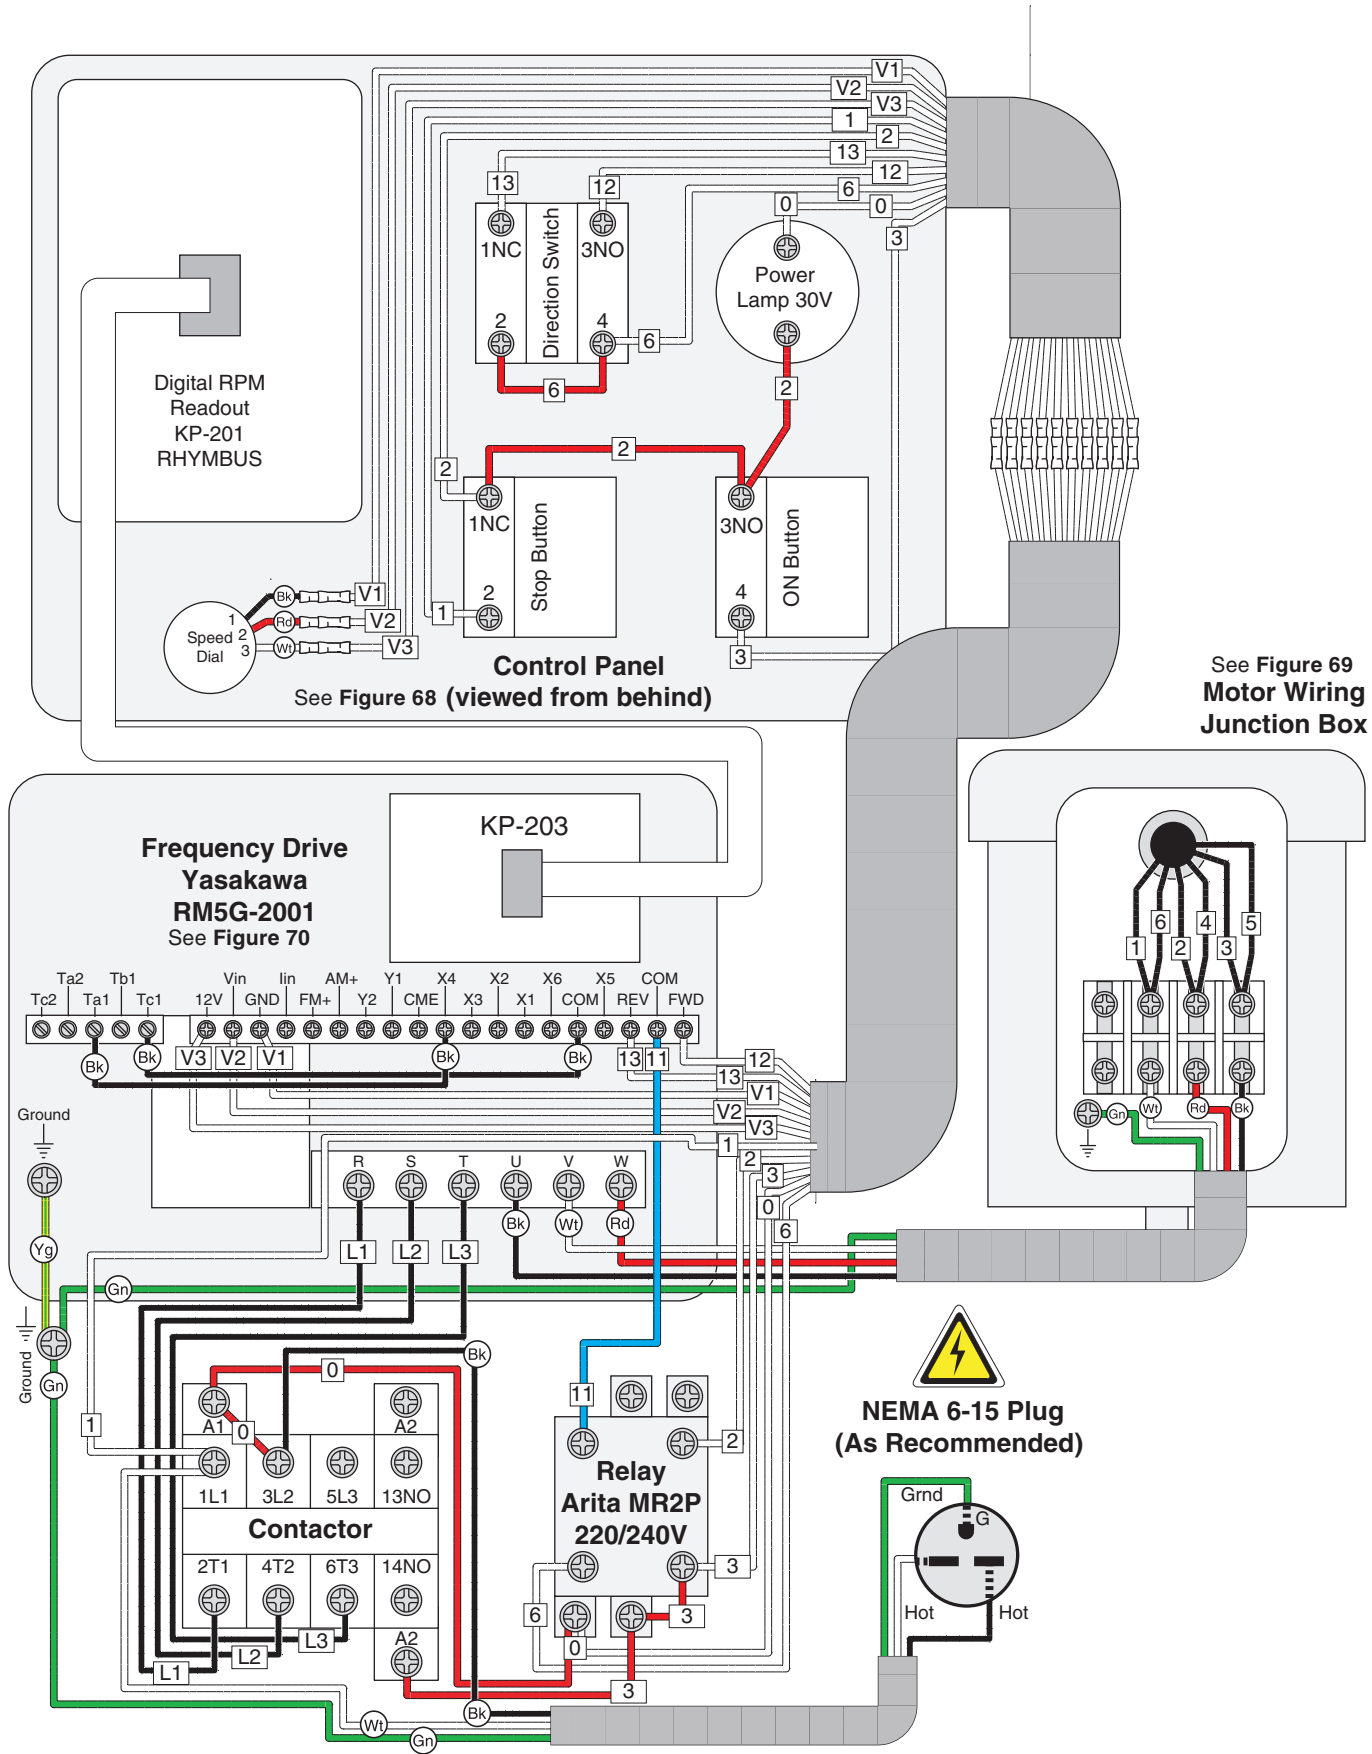 V1
V2
V3
1
2
13
12
6
0
0
3
13
12
1NC
3NO
Direction Switch
2
4
6
6
Power
Lamp 30V
2
2
2
Digital RPM
Readout
KP-201
RHYMBUS
1NC
Stop Button
2
1
3NO
ON Button
4
3
Bk
V1
Rd
V2
Wt
V3
1
2
3
Speed
Dial
Control Panel
See Figure 68 (viewed from behind)
See Figure 69
Motor Wiring
Junction Box
1
6
2
4
3
5
Gn
Wt
Rd
Bk
KP-203
Frequency Drive
Yasakawa
RM5G-2001
See Figure 70
Ta2 Tb1 Vin Iin AM+ Y1 X4 X2 X6 X5 COM
Tc2 Ta1 Tc1 12V GND FM+ Y2 CME X3 X1 COM REV FWD
Bk
Bk
V3
V2
V1
Bk
Bk
13
11
12
13
V1
V2
V3
1
2
3
0
6
Ground
R S T U V W
Yg
L1
L2
L3
Bk
Wt
Rd
Gn
Ground
Gn
Bk
0
A1
0
A2
1
1L1 3L2 5L3 13NO
Contactor
2T1 4T2 6T3 14NO
A2
L1
L2
L3
11
2
Relay
Arita MR2P
220/240V
3
6
0
3
3
Bk
Wt
Gn
NEMA 6-15 Plug
(As Recommended)
Grnd
G
Hot
Hot